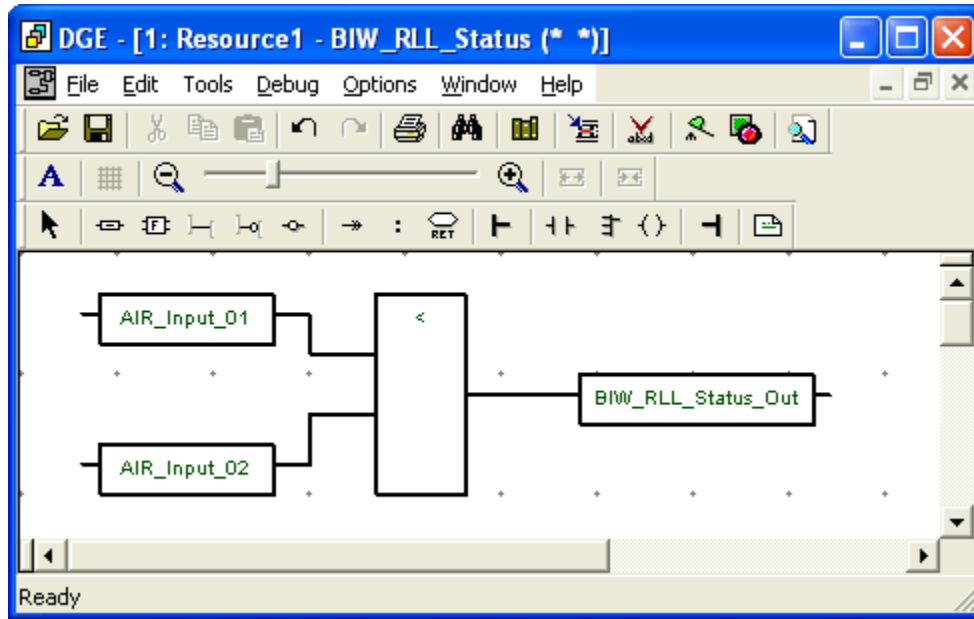 DGE - [1: Resource1 - BIW_RLL_Status (* *)]
File Edit Tools Debug Options Window Help
A
F RET
AIR_Input_01 <
BIW_RLL_Status_Out
AIR_Input_02
Ready